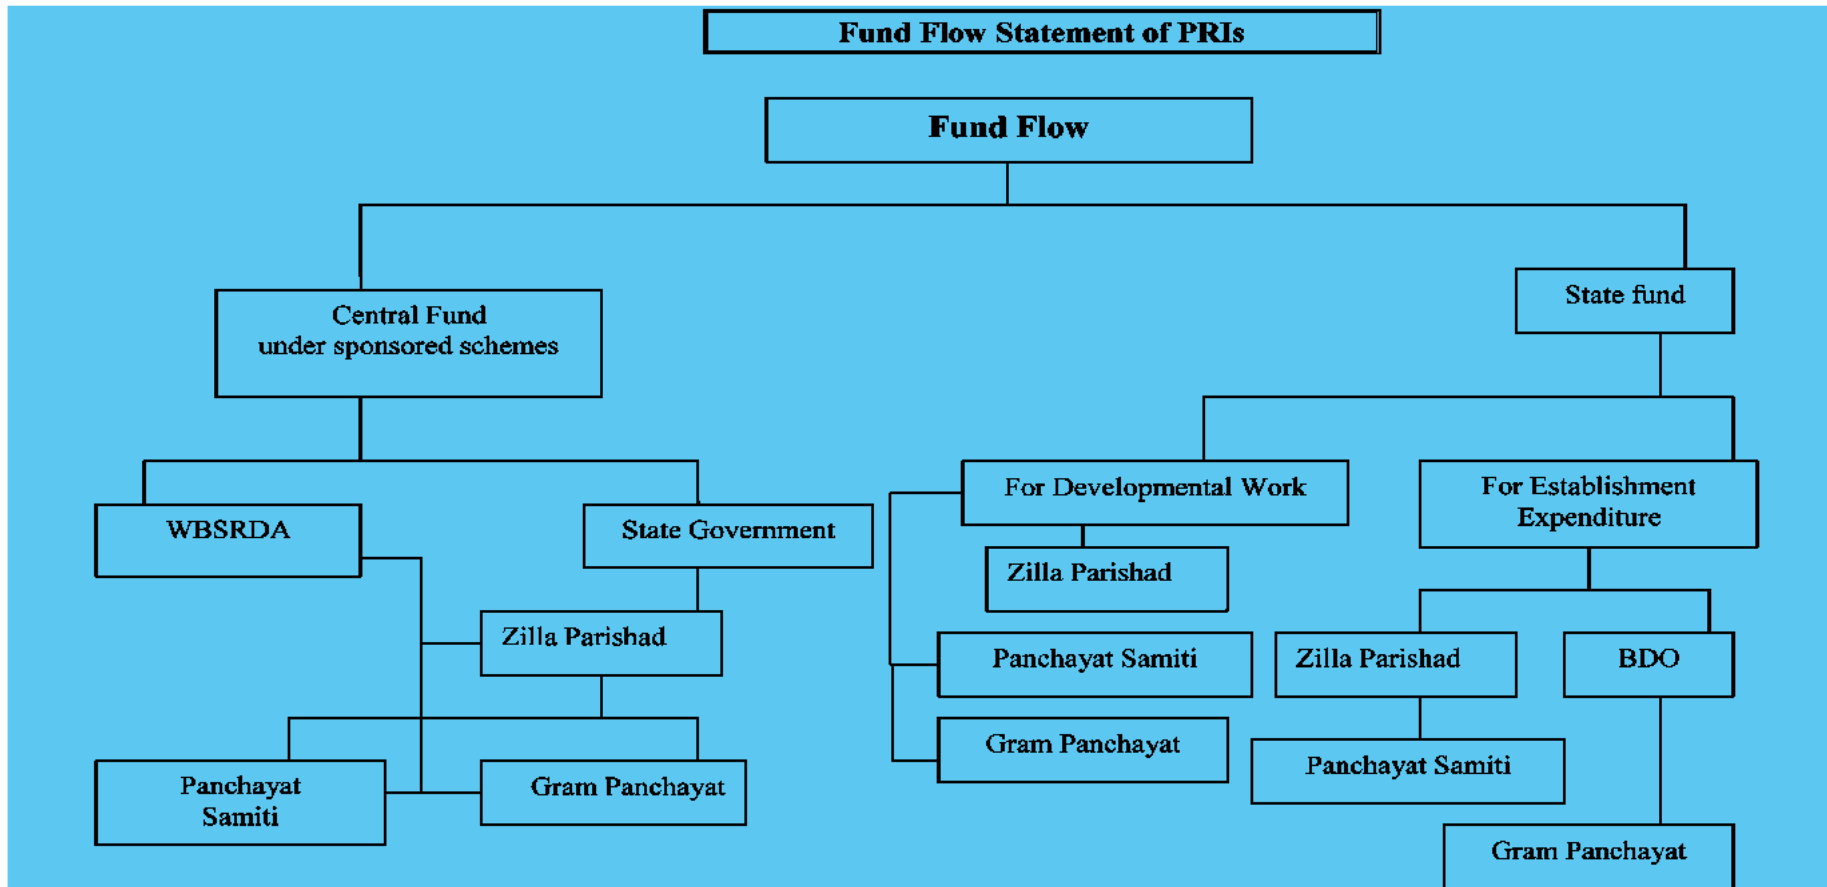 Fund Flow Statement of PRIs
Fund Flow
Central Fund
under sponsored schemes
State fund
WBSRDA
State Government
For Developmental Work
For Establishment
Expenditure
Zilla Parishad
Zilla Parishad
Panchayat Samiti
Zilla Parishad
BDO
Gram Panchayat
Panchayat Samiti
Panchayat
Samiti
Gram Panchayat
Gram Panchayat